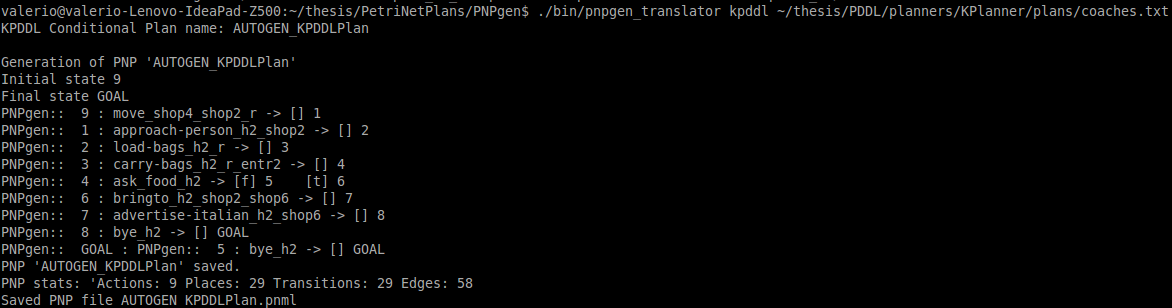 valerio@valerio-Lenovo-IdeaPad-Z500:~/thesis/PetriNetPlans/PNPgen$ ./bin/pnpgen_translator kpddl ~/thesis/PDDL/planners/KPlanner/plans/coaches.txt
KPDDL Conditional Plan name: AUTOGEN_KPDDLPlan

Generation of PNP 'AUTOGEN_KPDDLPlan'
Initial state 9
Final state GOAL
PNPgen::  9 : move_shop4_shop2_r -> [] 1
PNPgen::  1 : approach-person_h2_shop2 -> [] 2
PNPgen::  2 : load-bags_h2_r -> [] 3
PNPgen::  3 : carry-bags_h2_r_entr2 -> [] 4
PNPgen::  4 : ask_food_h2 -> [f] 5    [t] 6
PNPgen::  6 : bringto_h2_shop2_shop6 -> [] 7
PNPgen::  7 : advertise-italian_h2_shop6 -> [] 8
PNPgen::  8 : bye_h2 -> [] GOAL
PNPgen::  GOAL : PNPgen::  5 : bye_h2 -> [] GOAL
PNP 'AUTOGEN_KPDDLPlan' saved.
PNP stats: 'Actions: 9 Places: 29 Transitions: 29 Edges: 58
Saved PNP file AUTOGEN_KPDDLPlan.pnml